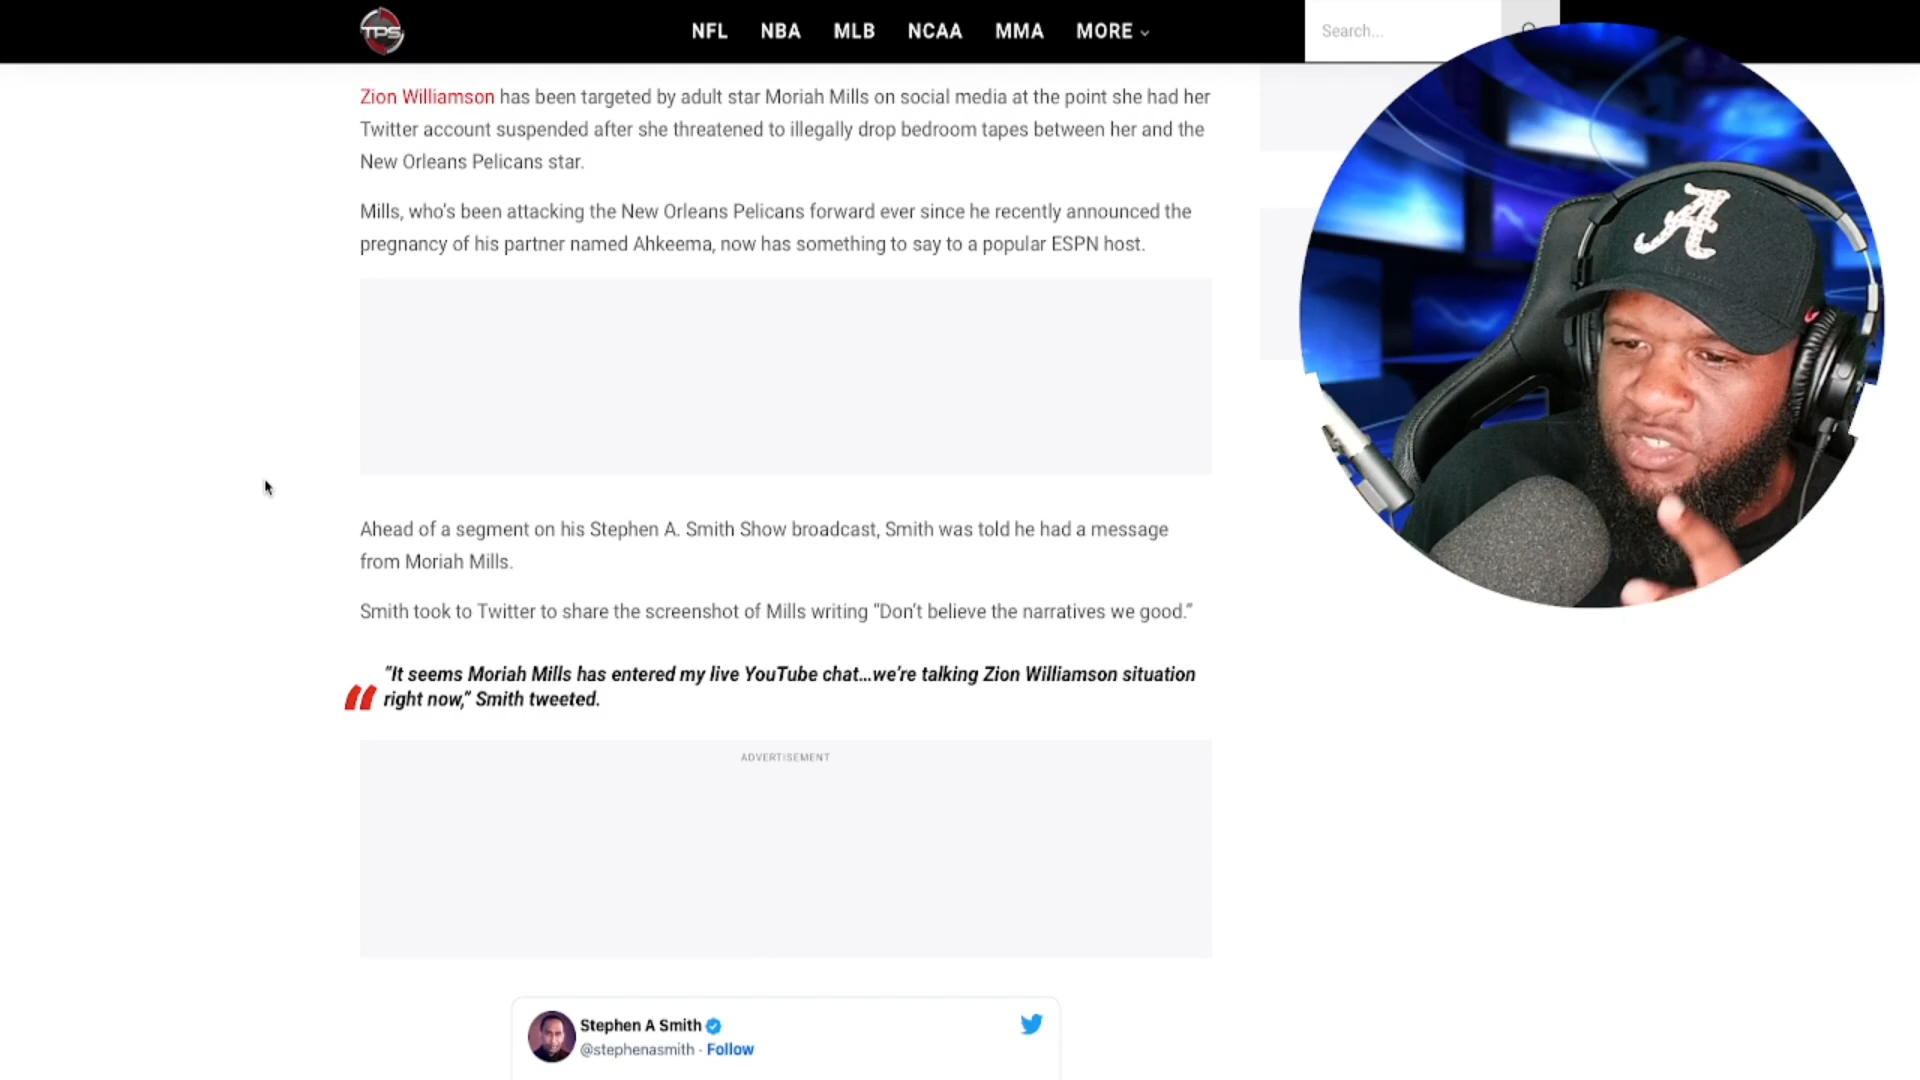 TPS
NFL NBA MLB NCAA MMA MORE
Search...
Zion Williamson has been targeted by adult star Moriah Mills on social media at the point she had her
Twitter account suspended after she threatened to illegally drop bedroom tapes between her and the
New Orleans Pelicans star.
Mills, who's been attacking the New Orleans Pelicans forward ever since he recently announced the
pregnancy of his partner named Ahkeema, now has something to say to a popular ESPN host.
Ahead of a segment on his Stephen A. Smith Show broadcast, Smith was told he had a message
from Moriah Mills.
Smith took to Twitter to share the screenshot of Mills writing “Don't believe the narratives we good.”
“
“It seems Moriah Mills has entered my live YouTube chat...we're talking Zion Williamson situation
right now,” Smith tweeted.
ADVERTISEMENT
Stephen A Smith
@stephenasmith · Follow
A